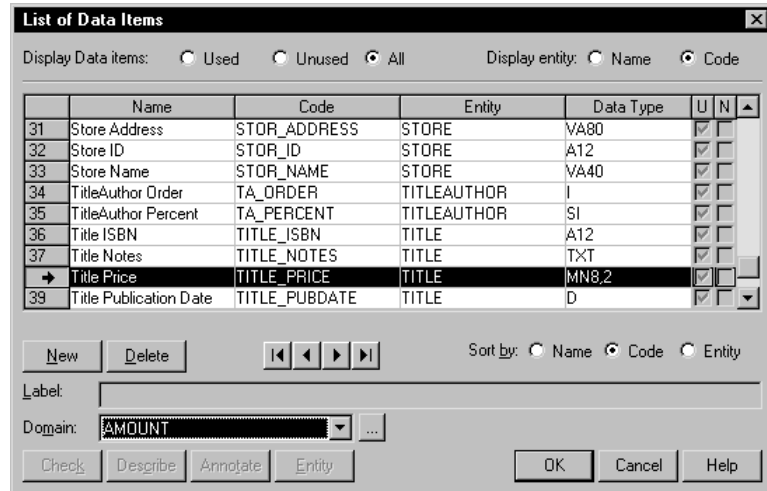 List of Data Items
Display Data items: Used Unused All Display entity: Name Code
Name Code Entity Data Type U N
31 Store Address STOR_ADDRESS STORE VA80
32 Store ID STOR_ID STORE A12
33 Store Name STOR_NAME STORE VA40
34 TitleAuthor Order TA_ORDER TITLEAUTHOR I
35 TitleAuthor Percent TA_PERCENT TITLEAUTHOR SI
36 Title ISBN TITLE_ISBN TITLE A12
37 Title Notes TITLE_NOTES TITLE TXT
Title Price TITLE_PRICE TITLE MN8,2
39 Title Publication Date TITLE_PUBDATE TITLE D
New Delete Sort by: Name Code Entity
Label:
Domain: AMOUNT ...
Check Describe Annotate Entity OK Cancel Help